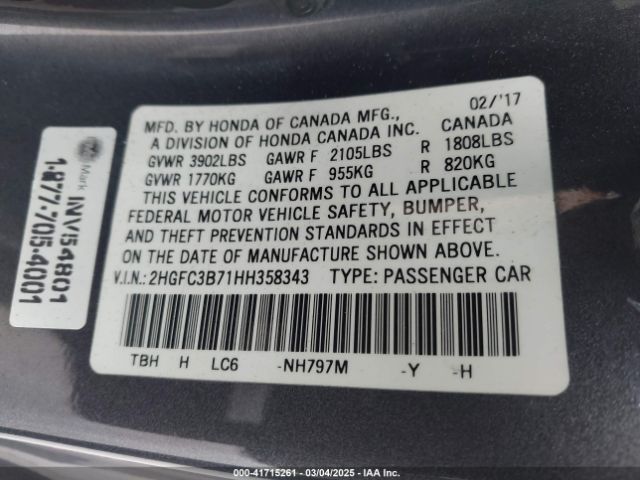 02/'17
MFD. BY HONDA OF CANADA MFG., CANADA
A DIVISION OF HONDA CANADA INC.
GVWR 3902LBS GAWR F 2105LBS R 1808LBS
GVWR 1770KG GAWR F 955KG R 820KG
THIS VEHICLE CONFORMS TO ALL APPLICABLE
FEDERAL MOTOR VEHICLE SAFETY, BUMPER,
AND THEFT PREVENTION STANDARDS IN EFFECT
ON THE DATE OF MANUFACTURE SHOWN ABOVE.
V.I.N.: 2HGFC3B71HH358343 TYPE: PASSENGER CAR
TBH H LC6 -NH797M -Y -H
Mark
INV54801
1-877-705-4001
000-41715261 - 03/04/2025 - IAA Inc.